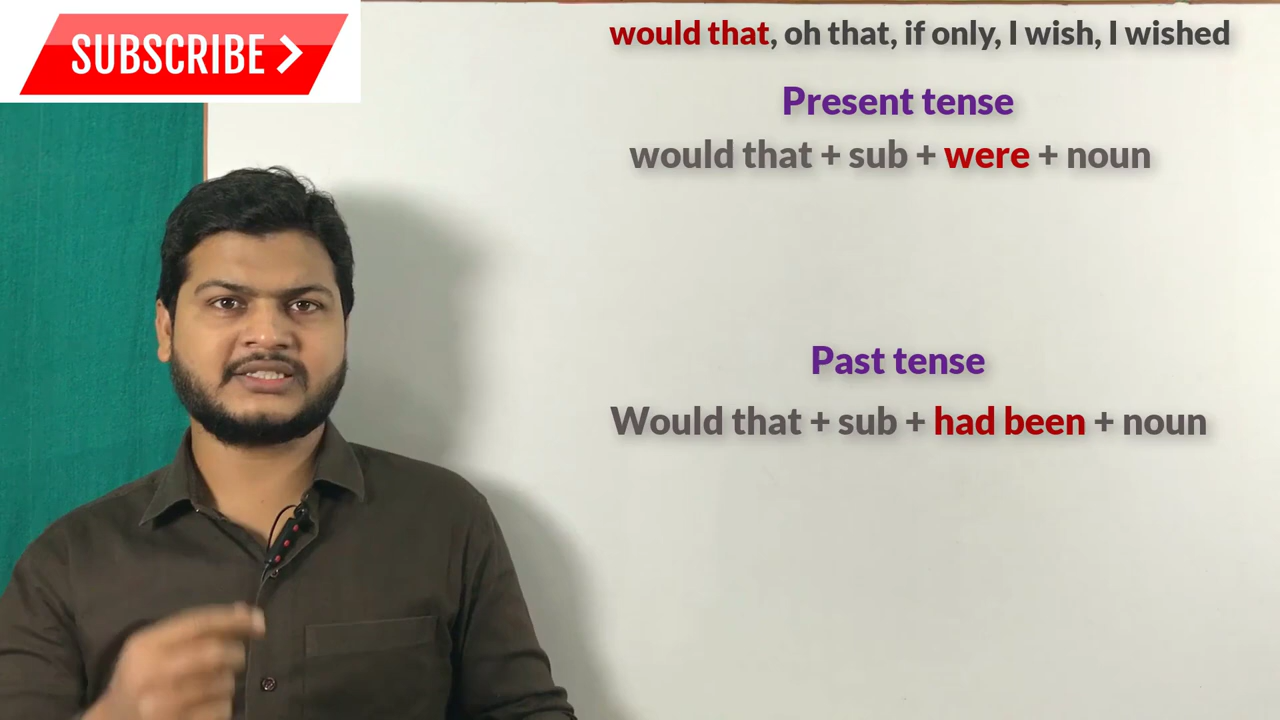 SUBSCRIBE
would that, oh that, if only, I wish, I wished
Present tense
would that + sub + were + noun
Past tense
Would that + sub + had been + noun